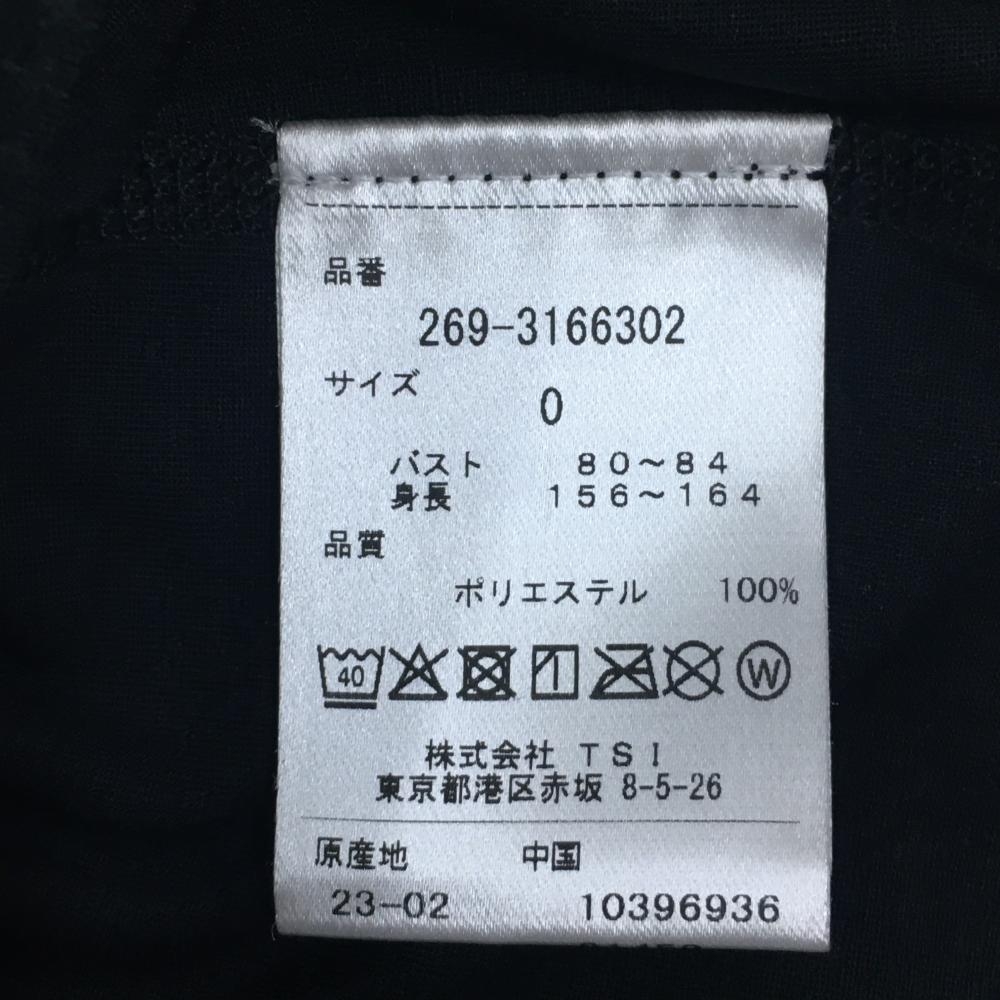 品番
269-3166302
サイズ
0
バスト 80～84
身長 156～164
品質
ポリエステル 100%
40 W
株式会社 TSI
東京都港区赤坂 8-5-26
原産地 中国
23-02 10396936